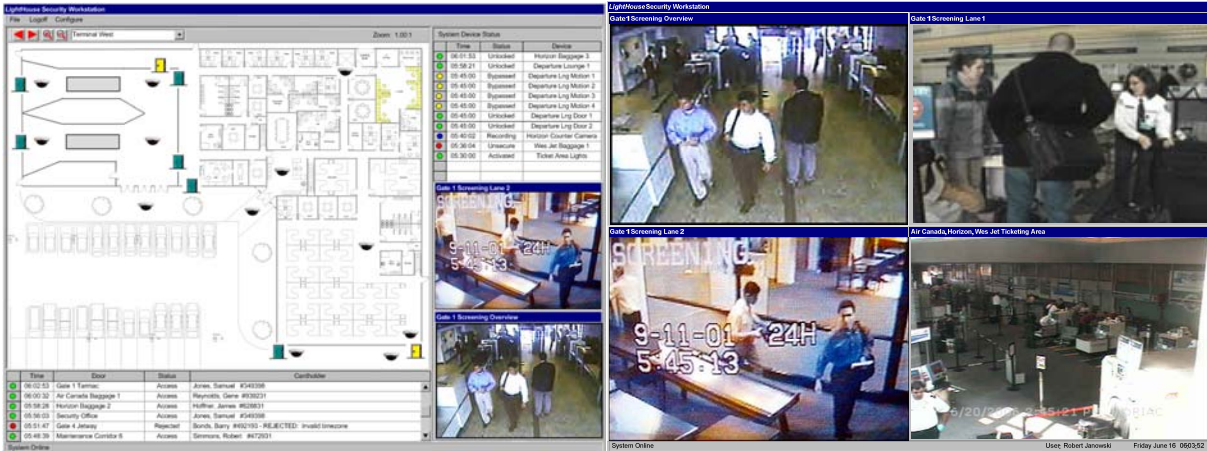 LightHouse Security Workstation
File Logoff Configure
Terminal West
Zoom: 1.00:1
System Device Status
Time Status Device
06:01:53 Unlocked Horizon Baggage 3
05:58:21 Unlocked Departure Lounge 1
05:45:00 Bypassed Departure Lng Motion 1
05:45:00 Bypassed Departure Lng Motion 2
05:45:00 Bypassed Departure Lng Motion 3
05:45:00 Bypassed Departure Lng Motion 4
05:45:00 Unlocked Departure Lng Door 1
05:45:00 Unlocked Departure Lng Door 2
05:40:02 Recording Horizon Counter Camera
05:36:04 Unsecure Wes Jet Baggage 1
05:30:00 Activated Ticket Area Lights
Gate 1 Screening Lane 2
SCREENING
9-11-01 24H
5:45:13
Gate 1 Screening Overview
Time Door Status Cardholder
06:02:53 Gate 1 Tarmac Access Jones, Samuel #349398
06:00:32 Air Canada Baggage 1 Access Reynolds, Gene #938231
05:58:28 Horizon Baggage 2 Access Hoffner, James #828831
05:56:03 Security Office Access Jones, Samuel #349398
05:51:47 Gate 4 Jetway Rejected Bonds, Barry #492193 - REJECTED: Invalid timezone
05:48:39 Maintenance Corridor 6 Access Simmons, Robert #472931
System Online
LightHouse Security Workstation
Gate 1 Screening Overview
Gate 1 Screening Lane 1
Gate 1 Screening Lane 2
SCREENING
9-11-01 24H
5:45:13
Air Canada, Horizon, Wes Jet Ticketing Area
System Online
User: Robert Janowski Friday June 16 06:03:52